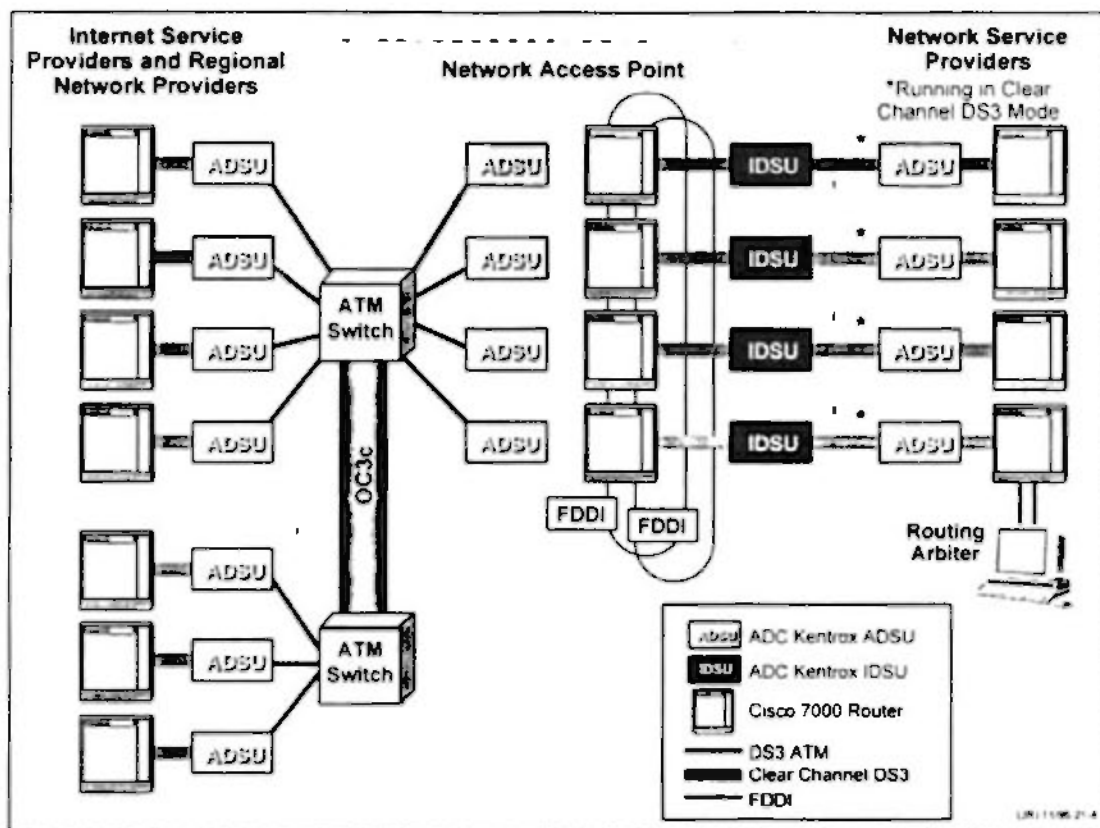 Internet Service
Providers and Regional
Network Providers
Network Access Point
Network Service
Providers
*Running in Clear
Channel DS3 Mode
ADSU
ADSU
IDSU
*
ADSU
ADSU
ADSU
IDSU
*
ADSU
ATM
Switch
ADSU
ADSU
IDSU
*
ADSU
ADSU
ADSU
IDSU
*
ADSU
OC3c
FDDI
FDDI
Routing
Arbiter
ADSU
ADSU
ATM
Switch
ADSU
ADSU ADC Kentrox ADSU
IDSU ADC Kentrox IDSU
Cisco 7000 Router
DS3 ATM
Clear Channel DS3
FDDI